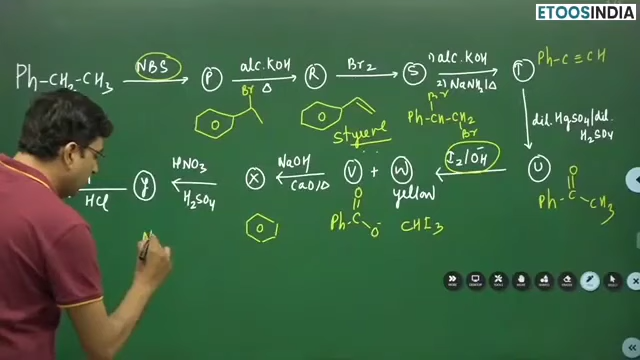 ETOOSINDIA
Ph-CH₂-CH₃ NBS P alc.KOH Δ R Br₂ S 1) alc.KOH 2) NaNH₂/Δ T Ph-C≡CH
Br
Styrene
Br
Ph-CH-CH₂
Br
dil. HgSO₄/dil. H₂SO₄
HCl Y HNO₃ H₂SO₄ X NaOH CaO/Δ V + W I₂/OH⁻ U
yellow
O
Ph-C
O⁻
CHI₃
O
Ph-C
CH₃